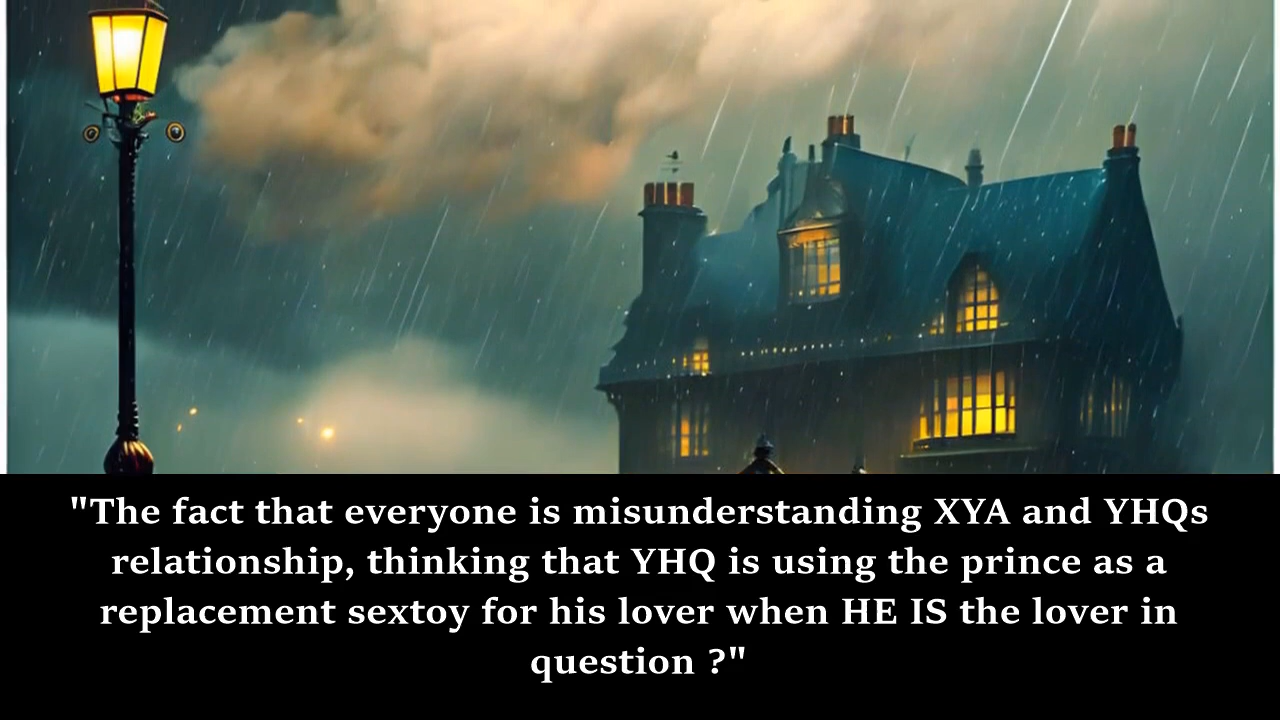 "The fact that everyone is misunderstanding XYA and YHQs
relationship, thinking that YHQ is using the prince as a
replacement sextoy for his lover when HE IS the lover in
question ?"